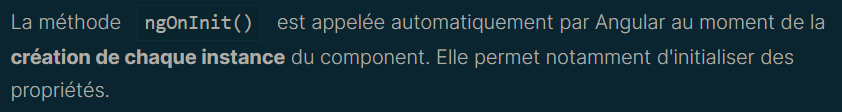 La méthode ngOnInit() est appelée automatiquement par Angular au moment de la
création de chaque instance du component. Elle permet notamment d'initialiser des
propriétés.